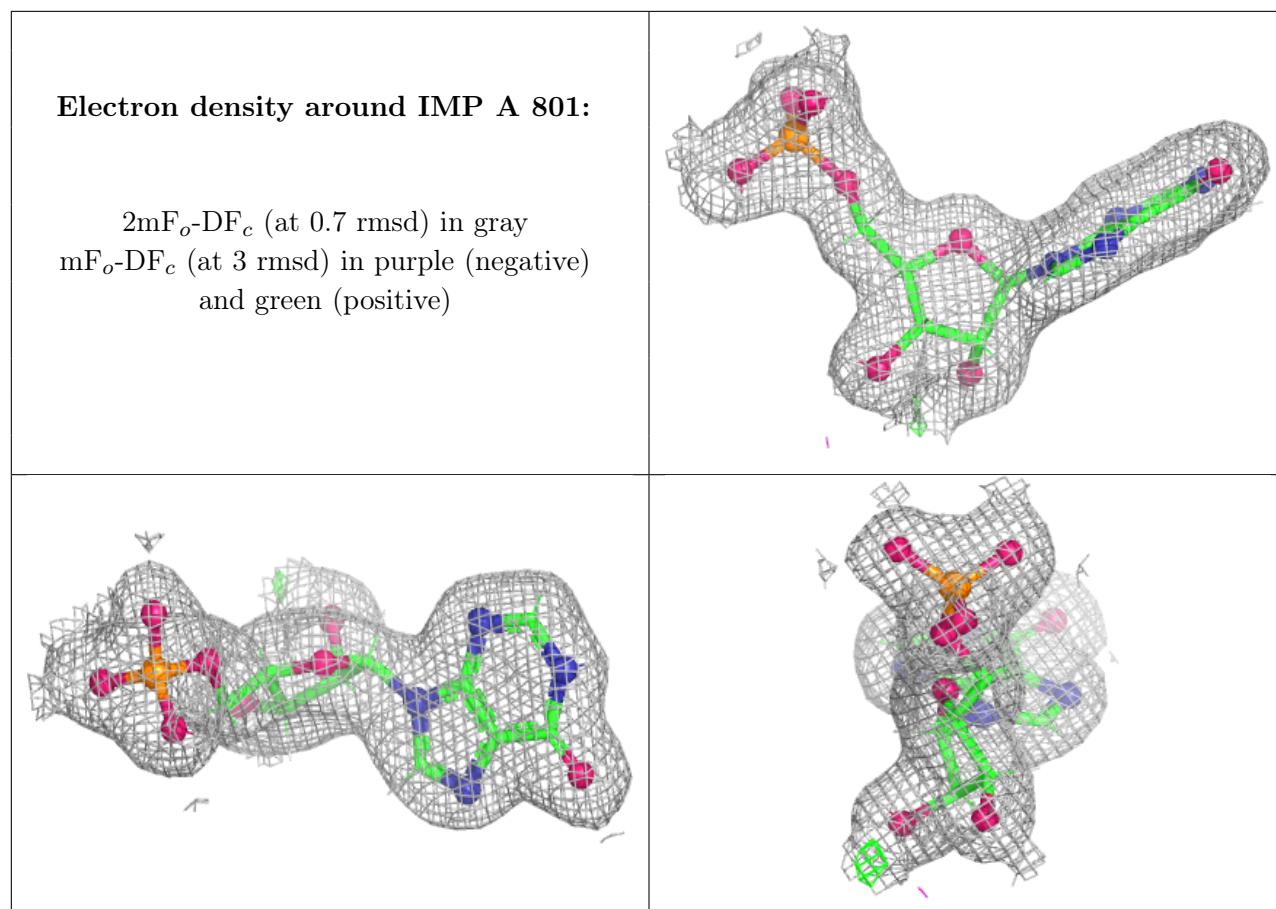 Electron density around IMP A 801:
2mFo-DFc (at 0.7 rmsd) in gray
mFo-DFc (at 3 rmsd) in purple (negative)
and green (positive)